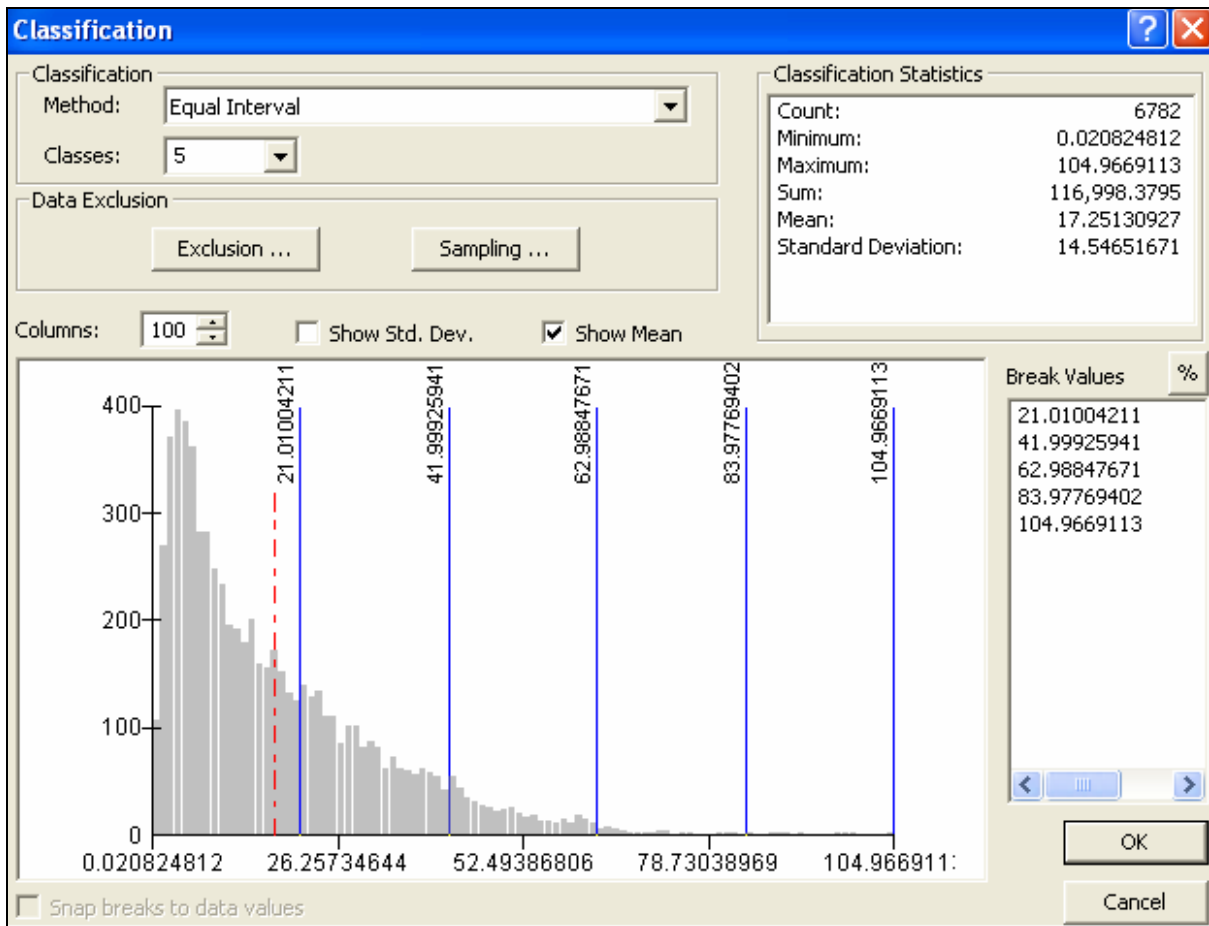 Classification
Classification
Method: Equal Interval
Classes: 5
Data Exclusion
Exclusion ...
Sampling ...
Classification Statistics
Count: 6782
Minimum: 0.020824812
Maximum: 104.9669113
Sum: 116,998.3795
Mean: 17.25130927
Standard Deviation: 14.54651671
Columns: 100
Show Std. Dev.
Show Mean
21.01004211
41.99925941
62.98847671
83.97769402
104.9669113
400
300
200
100
0
0.020824812 26.25734644 52.49386806 78.73038969 104.9669113
Break Values
%
21.01004211
41.99925941
62.98847671
83.97769402
104.9669113
Snap breaks to data values
OK
Cancel